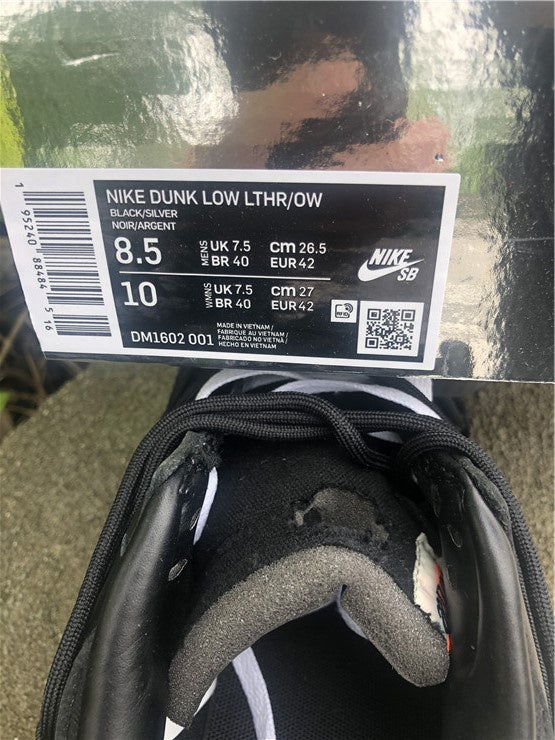 NIKE DUNK LOW LTHR/OW
BLACK/SILVER
NOIR/ARGENT
8.5 MENS UK 7.5 cm 26.5
BR 40 EUR 42
10 WMNS UK 7.5 cm 27
BR 40 EUR 42
NIKE
SB
RFID
MADE IN VIETNAM /
FABRIQUE AU VIETNAM /
FABRICADO NO VIETNÃ /
HECHO EN VIETNAM
DM1602 001
1 95240 88484 5 16